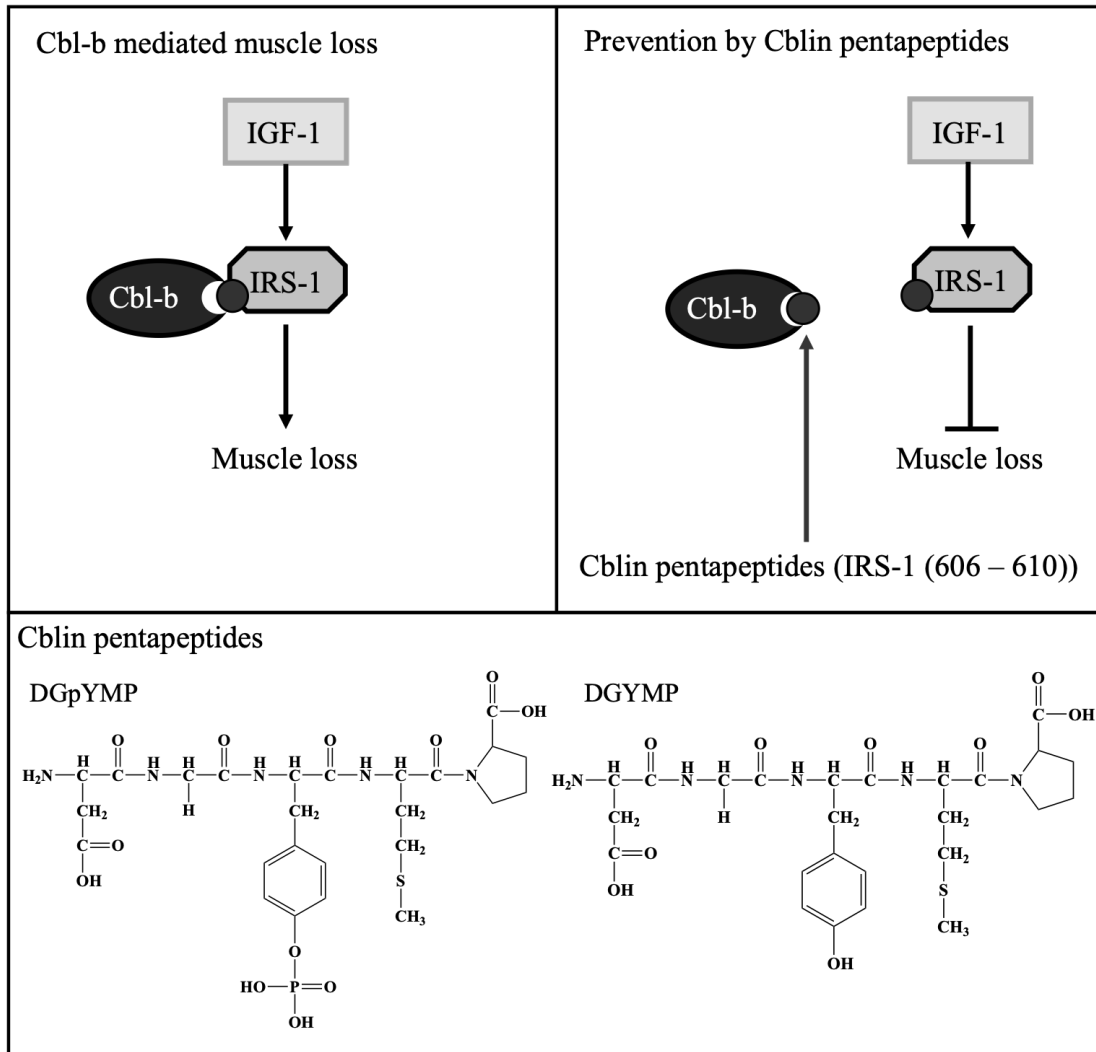 Cbl-b mediated muscle loss
IGF-1
Cbl-b
IRS-1
Muscle loss
Prevention by Cblin pentapeptides
IGF-1
Cbl-b
IRS-1
Muscle loss
Cblin pentapeptides (IRS-1 (606 – 610))
Cblin pentapeptides
DGpYMP
O
C—OH
H O H H O H H O H H O
H₂N—C—C—N—C—C—N—C—C—N—C—C—N
CH₂ H CH₂ CH₂
C=O CH₂
OH S
CH₃
O
HO—P=O
OH
DGYMP
O
C—OH
H O H H O H H O H H O
H₂N—C—C—N—C—C—N—C—C—N—C—C—N
CH₂ H CH₂ CH₂
C=O CH₂
OH S
CH₃
OH